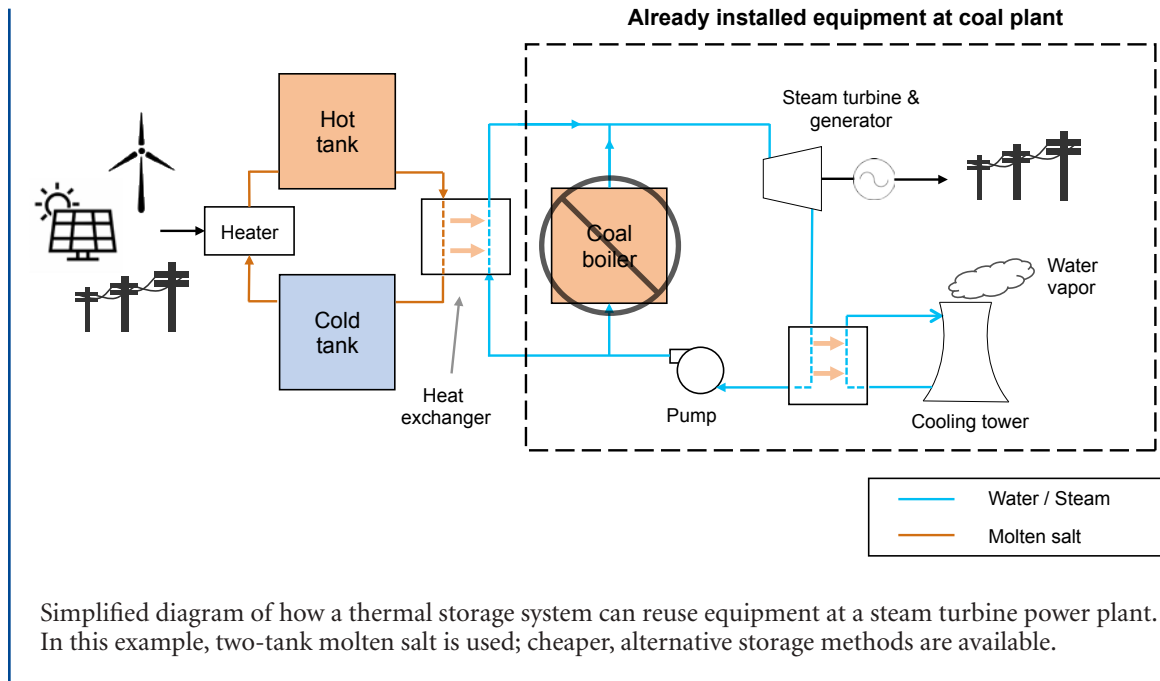 Already installed equipment at coal plant
Hot
tank
Steam turbine &
generator
Heater
Coal
boiler
Water
vapor
Cold
tank
Heat
exchanger
Pump
Cooling tower
Water / Steam
Molten salt
Simplified diagram of how a thermal storage system can reuse equipment at a steam turbine power plant.
In this example, two-tank molten salt is used; cheaper, alternative storage methods are available.